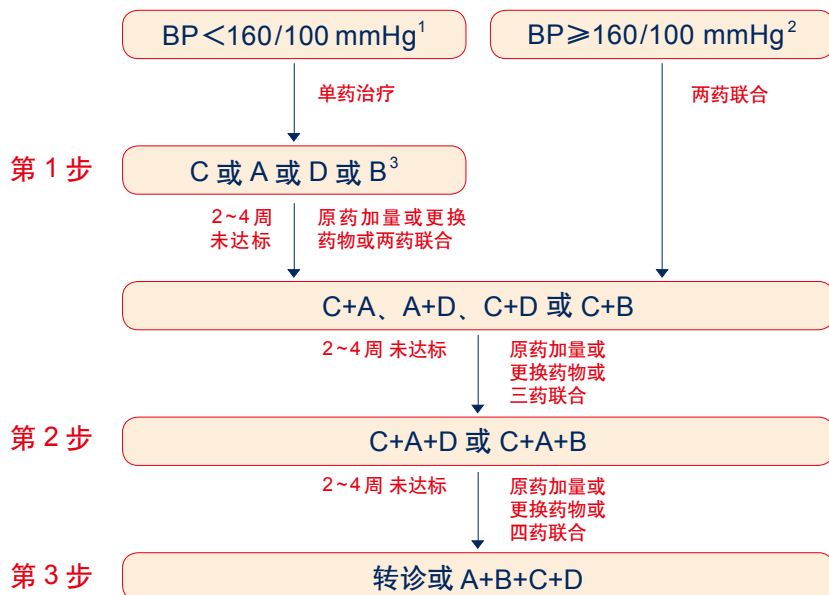 BP＜160/100 mmHg1
BP≥160/100 mmHg2
单药治疗
两药联合
第 1 步
C 或 A 或 D 或 B3
2~4 周
未达标
原药加量或更换
药物或两药联合
C+A、A+D、C+D 或 C+B
2~4 周 未达标
原药加量或
更换药物或
三药联合
第 2 步
C+A+D 或 C+A+B
2~4 周 未达标
原药加量或
更换药物或
四药联合
第 3 步
转诊或 A+B+C+D